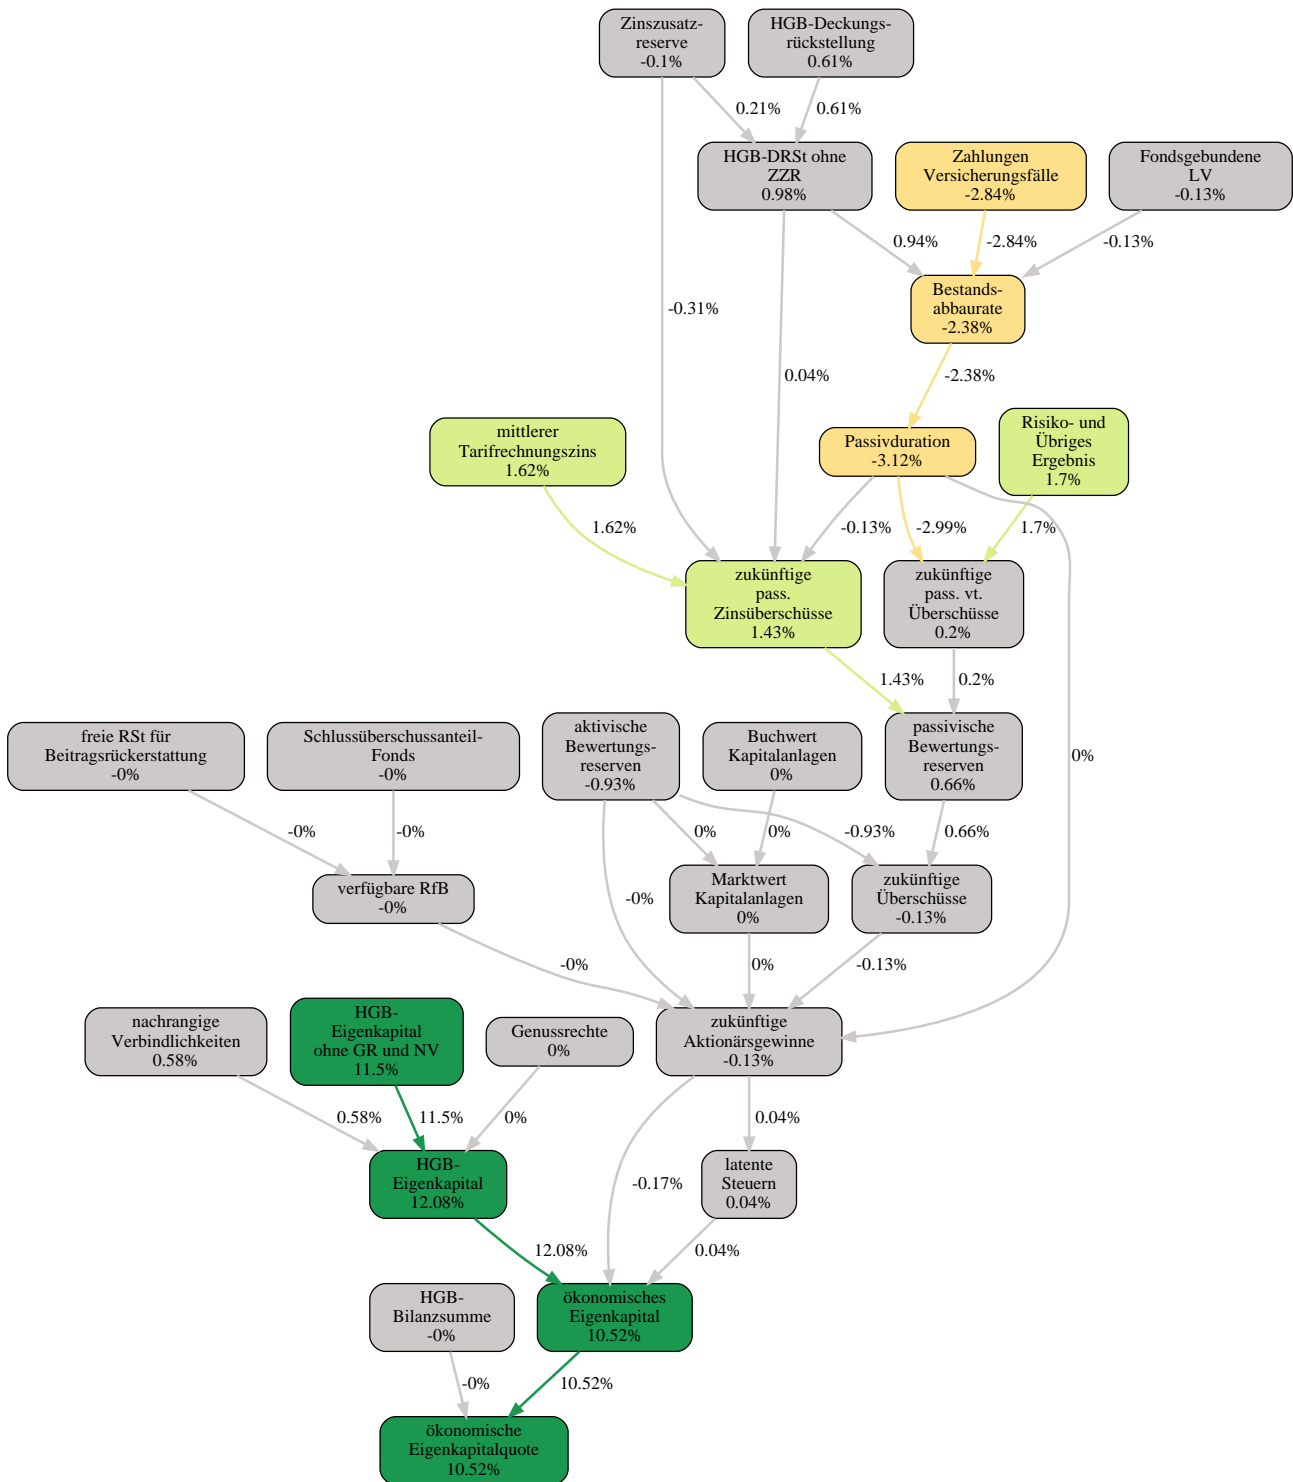 Zinszusatz-
reserve
-0.1%
HGB-Deckungs-
rückstellung
0.61%
0.21%
0.61%
HGB-DRSt ohne
ZZR
0.98%
Zahlungen
Versicherungsfälle
-2.84%
Fondsgebundene
LV
-0.13%
0.94%
-2.84%
-0.13%
Bestands-
abbaurate
-2.38%
-0.31%
0.04%
-2.38%
mittlerer
Tarifrechnungszins
1.62%
Passivduration
-3.12%
Risiko- und
Übriges
Ergebnis
1.7%
1.62%
-0.13%
-2.99%
1.7%
zukünftige
pass.
Zinsüberschüsse
1.43%
zukünftige
pass. vt.
Überschüsse
0.2%
1.43%
0.2%
freie RSt für
Beitragsrückerstattung
-0%
Schlussüberschussanteil-
Fonds
-0%
aktivische
Bewertungs-
reserven
-0.93%
Buchwert
Kapitalanlagen
0%
passivische
Bewertungs-
reserven
0.66%
0%
-0%
-0%
0%
0%
-0.93%
0.66%
verfügbare RfB
-0%
-0%
Marktwert
Kapitalanlagen
0%
zukünftige
Überschüsse
-0.13%
-0%
0%
-0.13%
nachrangige
Verbindlichkeiten
0.58%
HGB-
Eigenkapital
ohne GR und NV
11.5%
Genussrechte
0%
zukünftige
Aktionärsgewinne
-0.13%
0.58%
11.5%
0%
0.04%
HGB-
Eigenkapital
12.08%
-0.17%
latente
Steuern
0.04%
12.08%
0.04%
HGB-
Bilanzsumme
-0%
ökonomisches
Eigenkapital
10.52%
-0%
10.52%
ökonomische
Eigenkapitalquote
10.52%